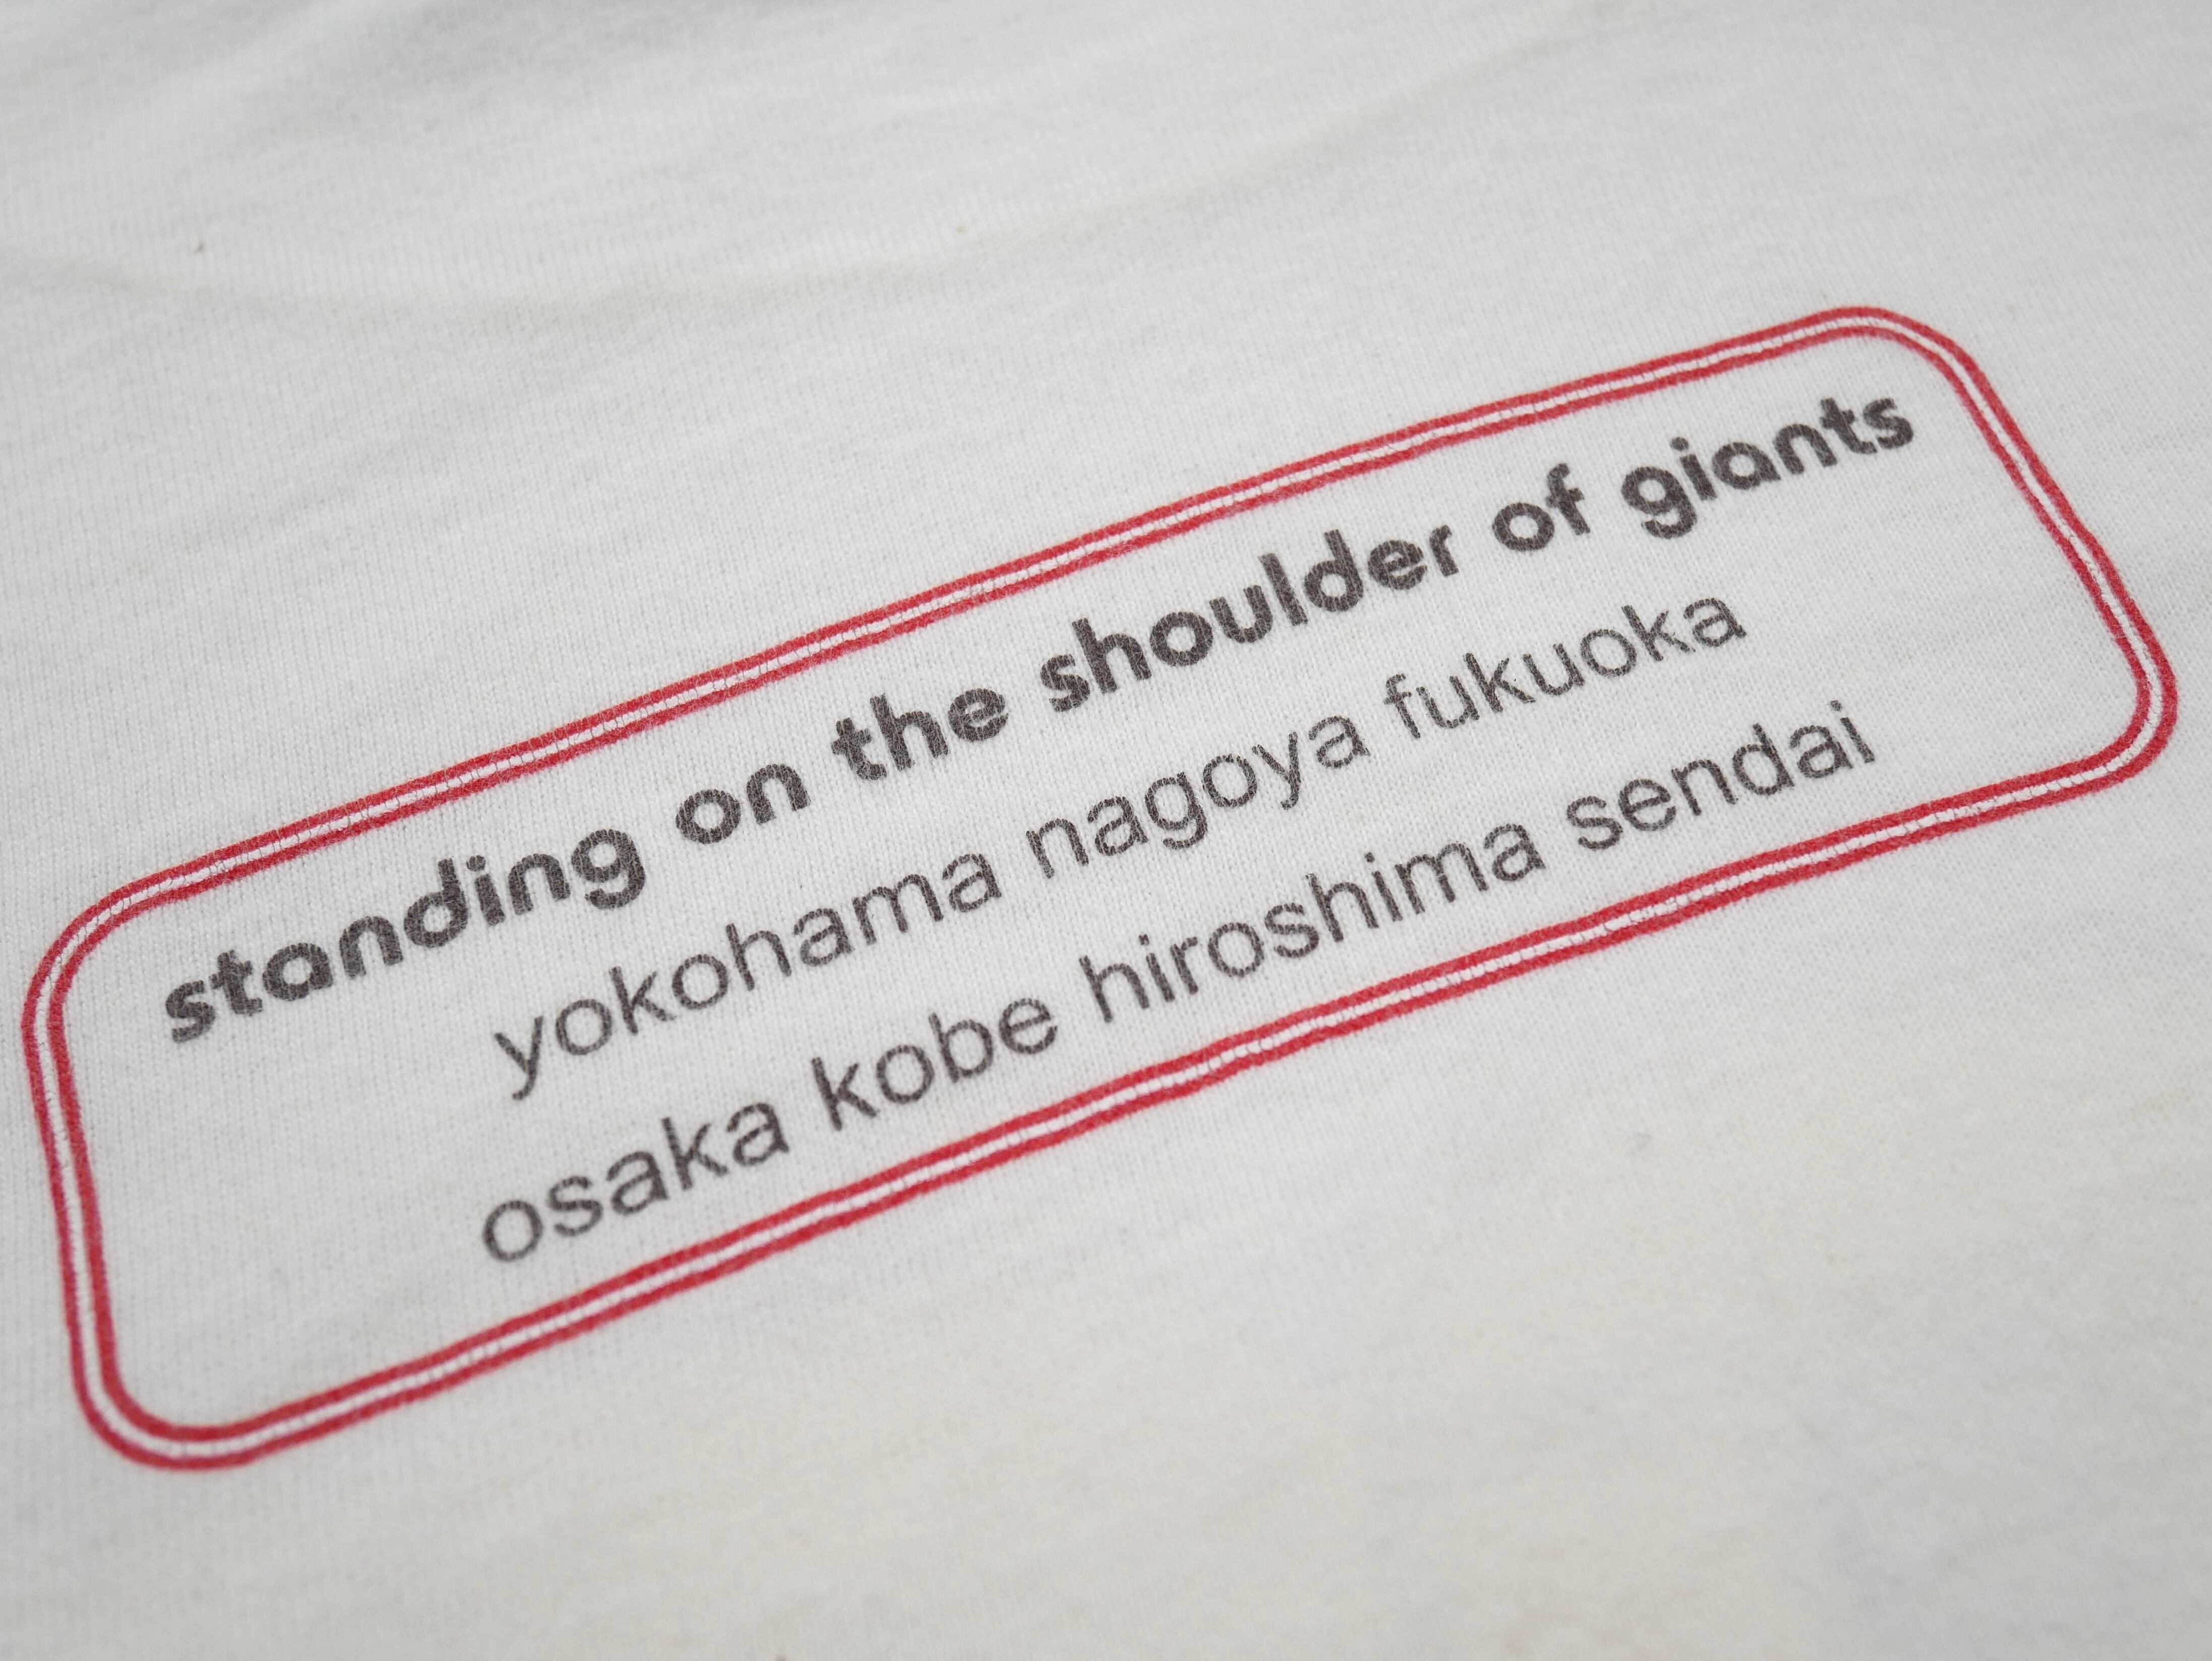 standing on the shoulder of giants
yokohama nagoya fukuoka
osaka kobe hiroshima sendai